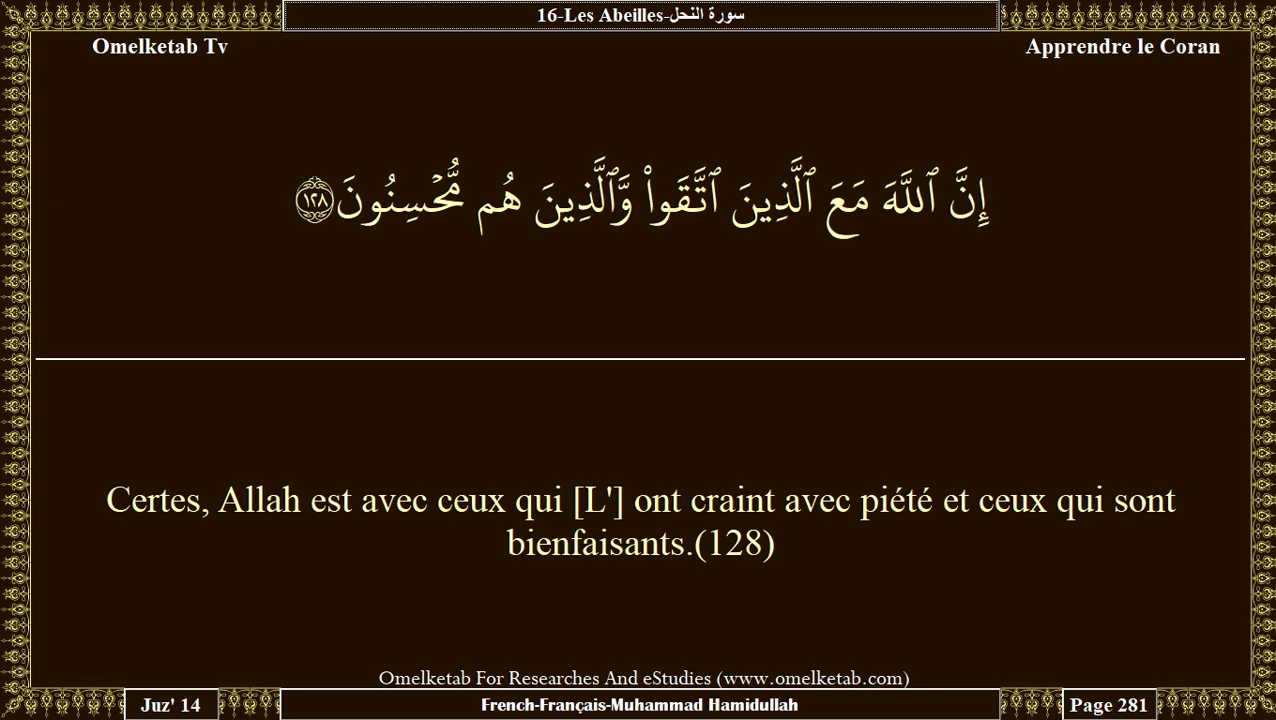 16-Les Abeilles-سورة النحل
Omelketab Tv
Apprendre le Coran
إِنَّ ٱللَّهَ مَعَ ٱلَّذِينَ ٱتَّقَوا۟ وَّٱلَّذِينَ هُم مُّحْسِنُونَ ١٢٨
Certes, Allah est avec ceux qui [L'] ont craint avec piété et ceux qui sont
bienfaisants.(128)
Omelketab For Researches And eStudies (www.omelketab.com)
Juz' 14
French-Français-Muhammad Hamidullah
Page 281